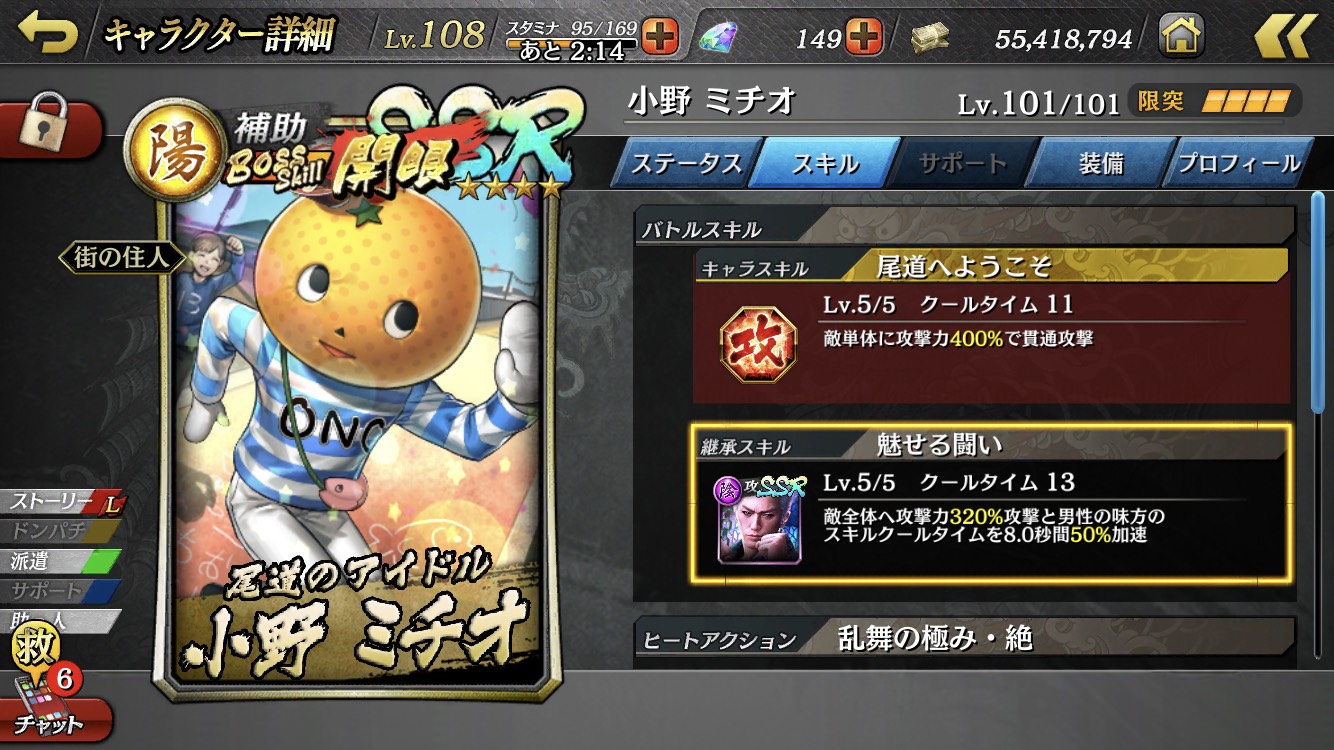 キャラクター詳細
Lv.108
スタミナ 95/169
あと 2:14
149
55,418,794
陽
補助
Boss Skill
開眼
SSR
小野 ミチオ
Lv.101/101
限突
ステータス
スキル
サポート
装備
プロフィール
街の住人
バトルスキル
キャラスキル
尾道へようこそ
攻
Lv.5/5 クールタイム 11
敵単体に攻撃力400%で貫通攻撃
継承スキル
魅せる闘い
陰 攻 SSR
Lv.5/5 クールタイム 13
敵全体へ攻撃力320%攻撃と男性の味方の
スキルクールタイムを8.0秒間50%加速
ヒートアクション
乱舞の極み・絶
ONO
尾道のアイドル
小野 ミチオ
ストーリー L
ドンパチ
派遣
サポート
救
6
チャット